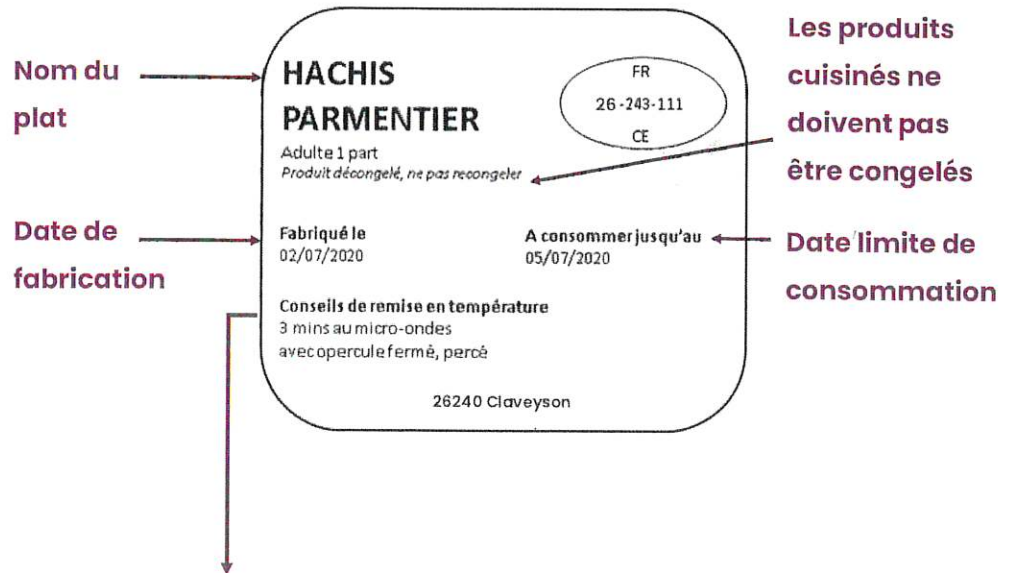 Nom du
plat
HACHIS
PARMENTIER
Adulte 1 part
Produit décongelé, ne pas recongeler
FR
26-243-111
CE
Les produits
cuisinés ne
doivent pas
être congelés
Date de
fabrication
Fabriqué le
02/07/2020
A consommer jusqu'au
05/07/2020
Date limite de
consommation
Conseils de remise en température
3 mins au micro-ondes
avec opercule fermé, percé
26240 Claveyson